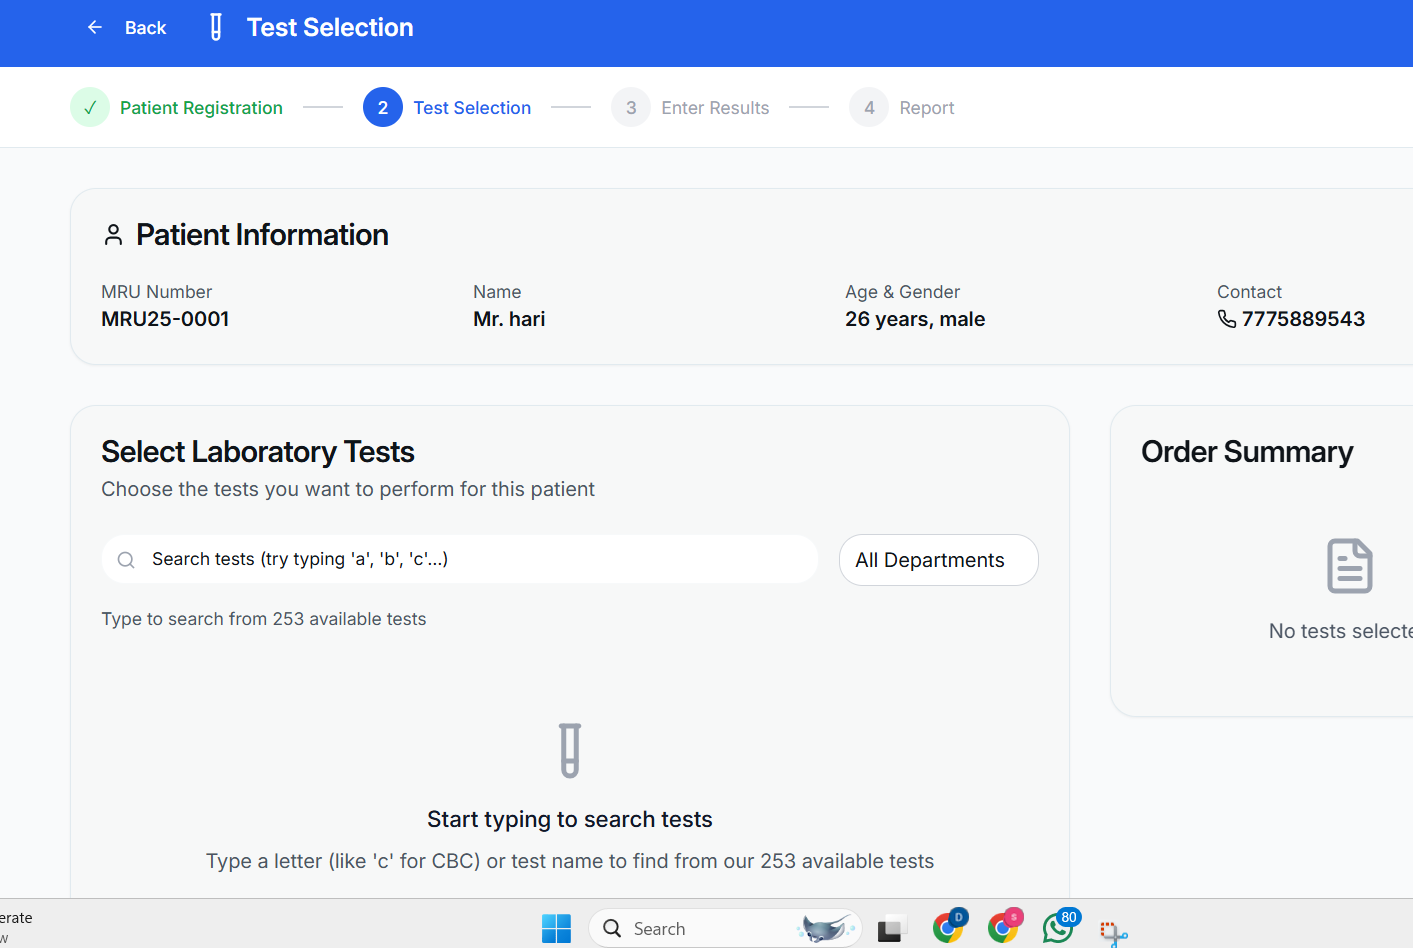 Back
Test Selection
✓ Patient Registration
2 Test Selection
3 Enter Results
4 Report
Patient Information
MRU Number
MRU25-0001
Name
Mr. hari
Age & Gender
26 years, male
Contact
7775889543
Select Laboratory Tests
Choose the tests you want to perform for this patient
Search tests (try typing 'a', 'b', 'c'...)
All Departments
Type to search from 253 available tests
Start typing to search tests
Type a letter (like 'c' for CBC) or test name to find from our 253 available tests
Order Summary
No tests selecte
erate
w
Search
D
S
80